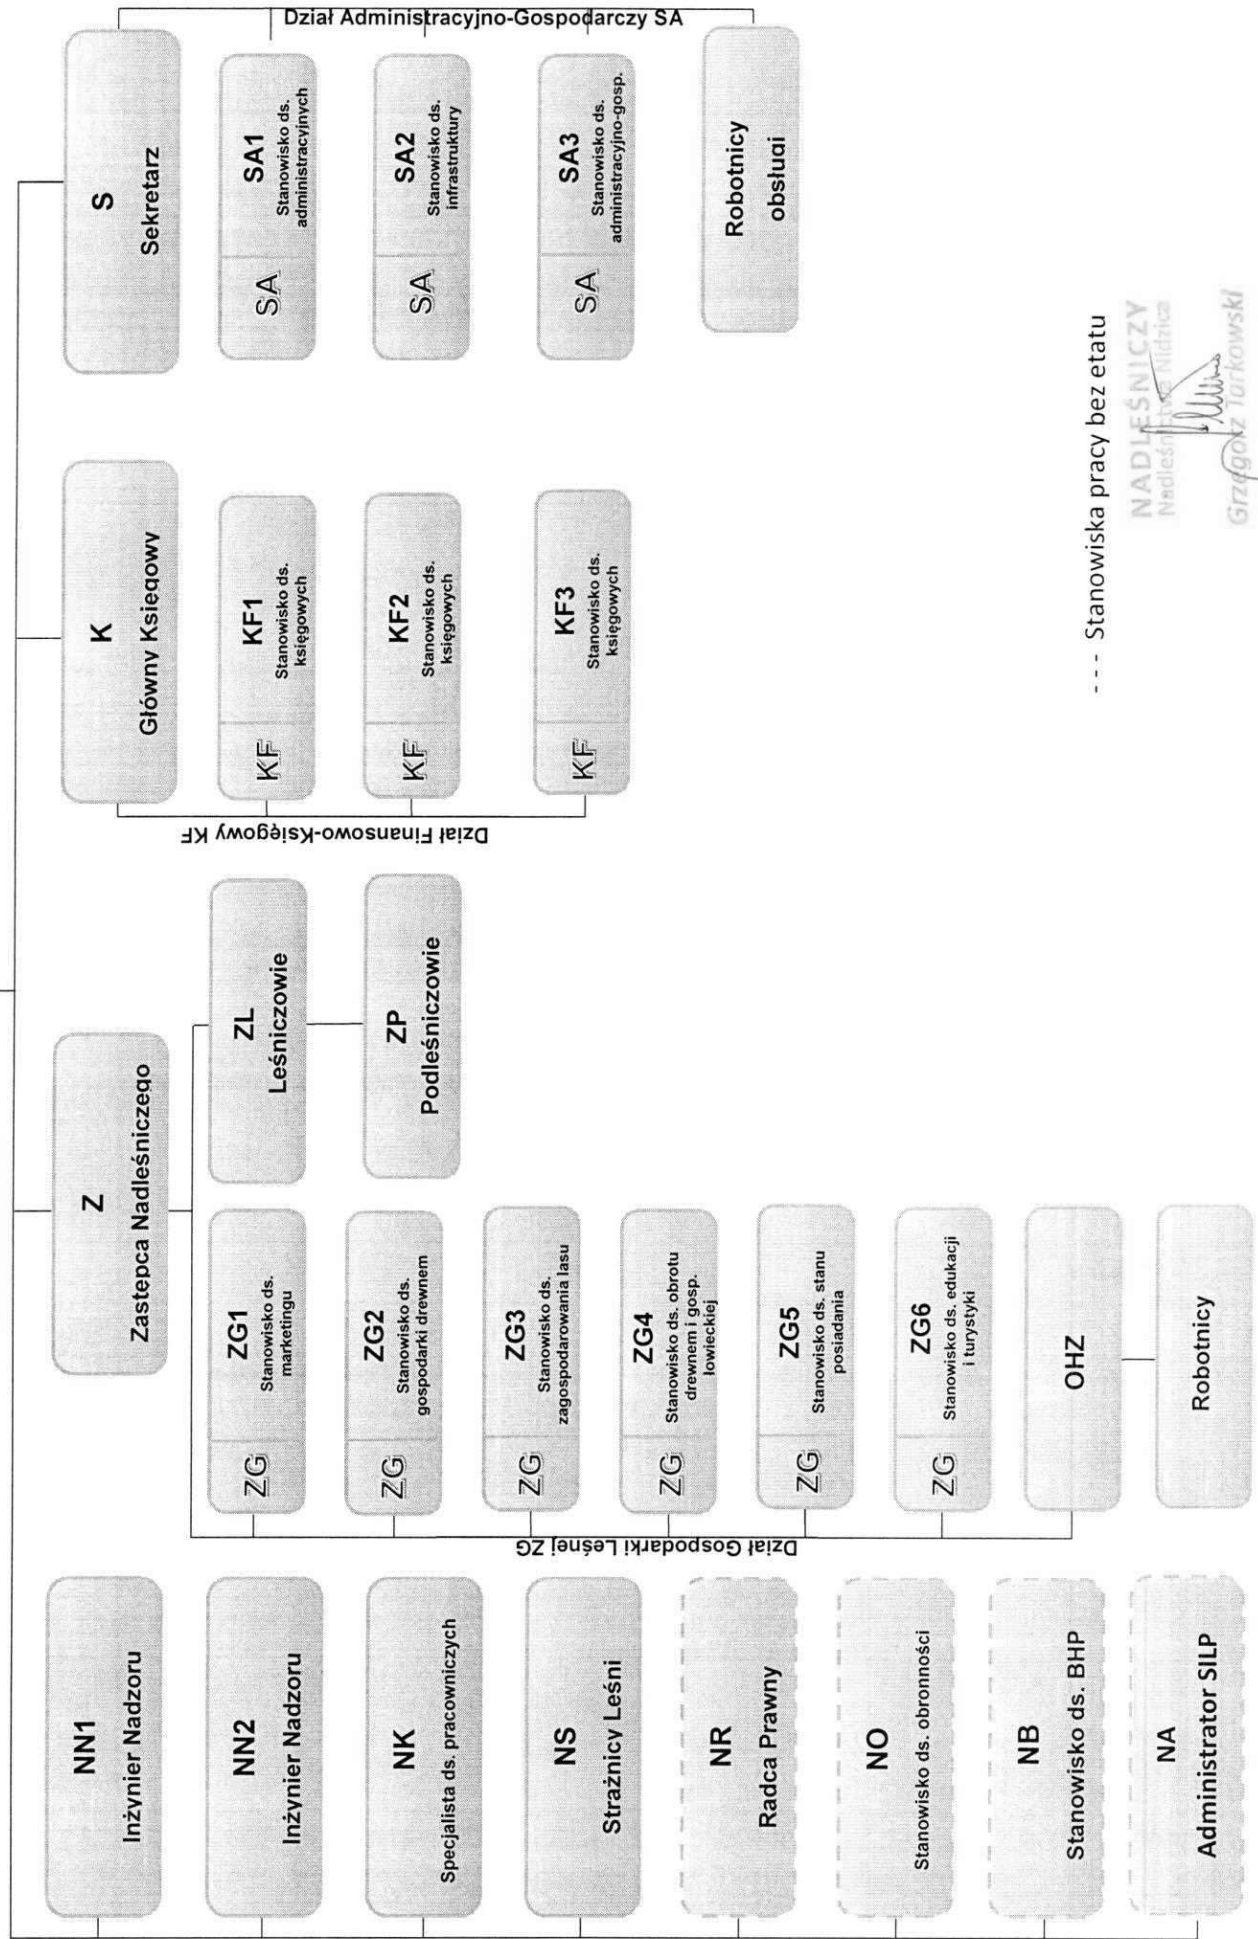 NN1
Inżynier Nadzoru
NN2
Inżynier Nadzoru
NK
Specjalista ds. pracowniczych
NS
Strażnicy Leśni
NR
Radca Prawny
NO
Stanowisko ds. obronności
NB
Stanowisko ds. BHP
NA
Administrator SILP
Z
Zastępca Nadleśniczego
Dział Gospodarki Leśnej ZG
ZG
ZG1
Stanowisko ds.
marketingu
ZG
ZG2
Stanowisko ds.
gospodarki drewnem
ZG
ZG3
Stanowisko ds.
zagospodarowania lasu
ZG
ZG4
Stanowisko ds. obrotu
drewnem i gosp.
łowieckiej
ZG
ZG5
Stanowisko ds. stanu
posiadania
ZG
ZG6
Stanowisko ds. edukacji
i turystyki
OHZ
Robotnicy
ZL
Leśniczowie
ZP
Podleśniczowie
K
Główny Księgowy
Dział Finansowo-Księgowy KF
KF
KF1
Stanowisko ds.
księgowych
KF
KF2
Stanowisko ds.
księgowych
KF
KF3
Stanowisko ds.
księgowych
S
Sekretarz
Dział Administracyjno-Gospodarczy SA
SA
SA1
Stanowisko ds.
administracyjnych
SA
SA2
Stanowisko ds.
infrastruktury
SA
SA3
Stanowisko ds.
administracyjno-gosp.
Robotnicy
obsługi
- - - Stanowiska pracy bez etatu
NADLEŚNICZY
Nadleśnictwa Nidzica
Grzegorz Tarkowski